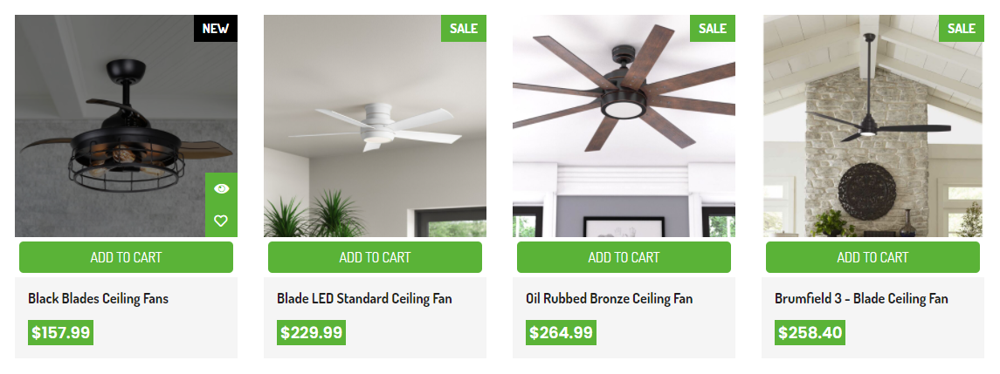 NEW
SALE
SALE
SALE
ADD TO CART
ADD TO CART
ADD TO CART
ADD TO CART
Black Blades Ceiling Fans
Blade LED Standard Ceiling Fan
Oil Rubbed Bronze Ceiling Fan
Brumfield 3 - Blade Ceiling Fan
$157.99
$229.99
$264.99
$258.40